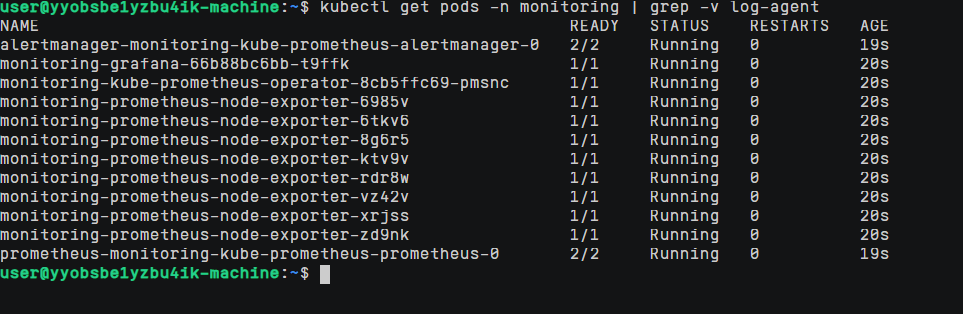 user@yyobsbe1yzbu4ik-machine:~$ kubectl get pods -n monitoring | grep -v log-agent
NAME READY STATUS RESTARTS AGE
alertmanager-monitoring-kube-prometheus-alertmanager-0 2/2 Running 0 19s
monitoring-grafana-66b88bc6bb-t9ffk 1/1 Running 0 20s
monitoring-kube-prometheus-operator-8cb5ffc69-pmsnc 1/1 Running 0 20s
monitoring-prometheus-node-exporter-6985v 1/1 Running 0 20s
monitoring-prometheus-node-exporter-6tkv6 1/1 Running 0 20s
monitoring-prometheus-node-exporter-8g6r5 1/1 Running 0 20s
monitoring-prometheus-node-exporter-ktv9v 1/1 Running 0 20s
monitoring-prometheus-node-exporter-rdr8w 1/1 Running 0 20s
monitoring-prometheus-node-exporter-vz42v 1/1 Running 0 20s
monitoring-prometheus-node-exporter-xrjss 1/1 Running 0 20s
monitoring-prometheus-node-exporter-zd9nk 1/1 Running 0 20s
prometheus-monitoring-kube-prometheus-prometheus-0 2/2 Running 0 19s
user@yyobsbe1yzbu4ik-machine:~$